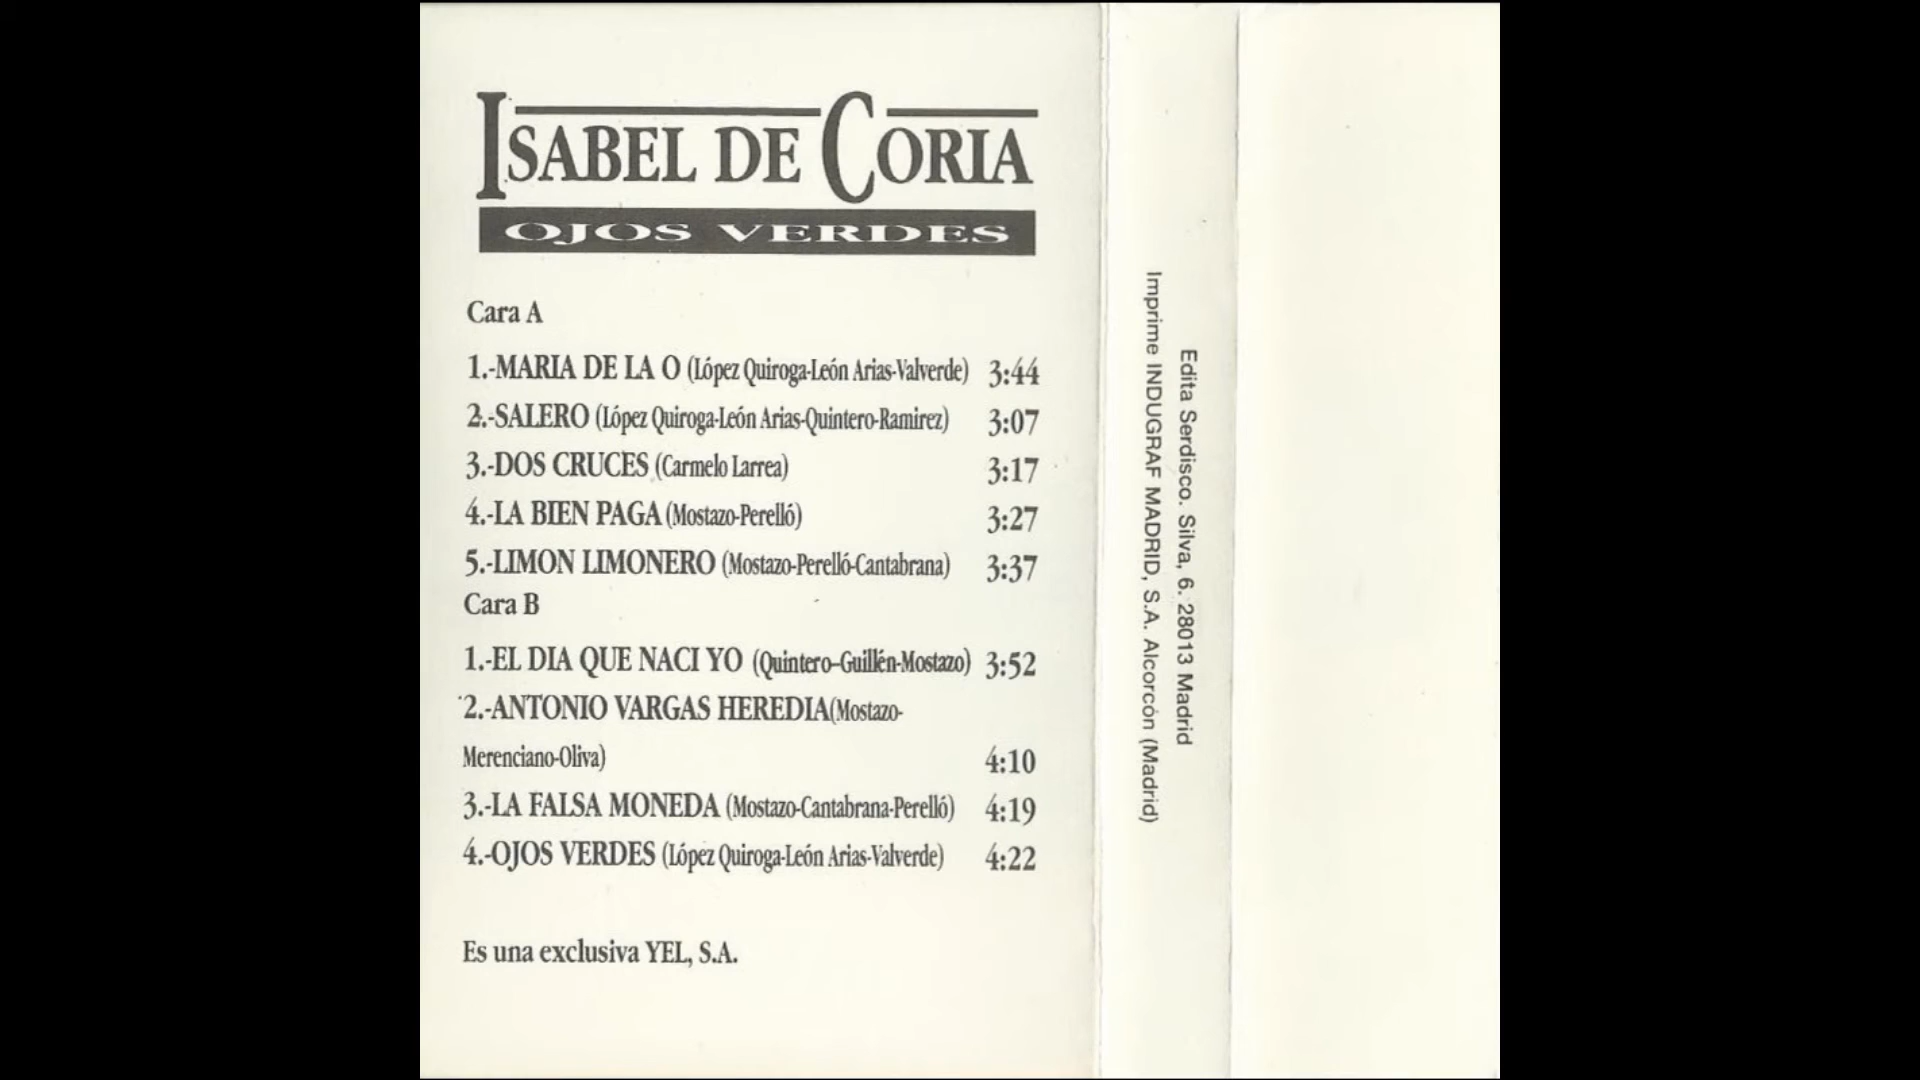 ISABEL DE CORIA
OJOS VERDES
Cara A
1.-MARIA DE LA O (López Quiroga-León Arias-Valverde) 3:44
2.-SALERO (López Quiroga-León Arias-Quintero-Ramirez) 3:07
3.-DOS CRUCES (Carmelo Larrea) 3:17
4.-LA BIEN PAGA (Mostazo-Perelló) 3:27
5.-LIMON LIMONERO (Mostazo-Perelló-Cantabrana) 3:37
Cara B
1.-EL DIA QUE NACI YO (Quintero-Guillén-Mostazo) 3:52
2.-ANTONIO VARGAS HEREDIA(Mostazo-
Merenciano-Oliva) 4:10
3.-LA FALSA MONEDA (Mostazo-Cantabrana-Perelló) 4:19
4.-OJOS VERDES (López Quiroga-León Arias-Valverde) 4:22
Es una exclusiva YEL, S.A.
Edita Serdisco. Silva, 6. 28013 Madrid
Imprime INDUGRAF MADRID, S.A. Alcorcón (Madrid)